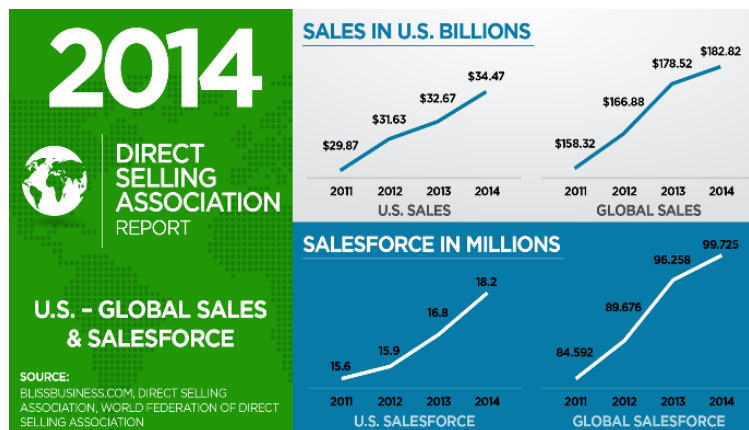 2014
DIRECT
SELLING
ASSOCIATION
REPORT
U.S. – GLOBAL SALES
& SALESFORCE
SOURCE:
BLISSBUSINESS.COM, DIRECT SELLING
ASSOCIATION, WORLD FEDERATION OF DIRECT
SELLING ASSOCIATION
SALES IN U.S. BILLIONS
$29.87
$31.63
$32.67
$34.47
2011 2012 2013 2014
U.S. SALES
$158.32
$166.88
$178.52
$182.82
2011 2012 2013 2014
GLOBAL SALES
SALESFORCE IN MILLIONS
15.6
15.9
16.8
18.2
2011 2012 2013 2014
U.S. SALESFORCE
84.592
89.676
96.258
99.725
2011 2012 2013 2014
GLOBAL SALESFORCE